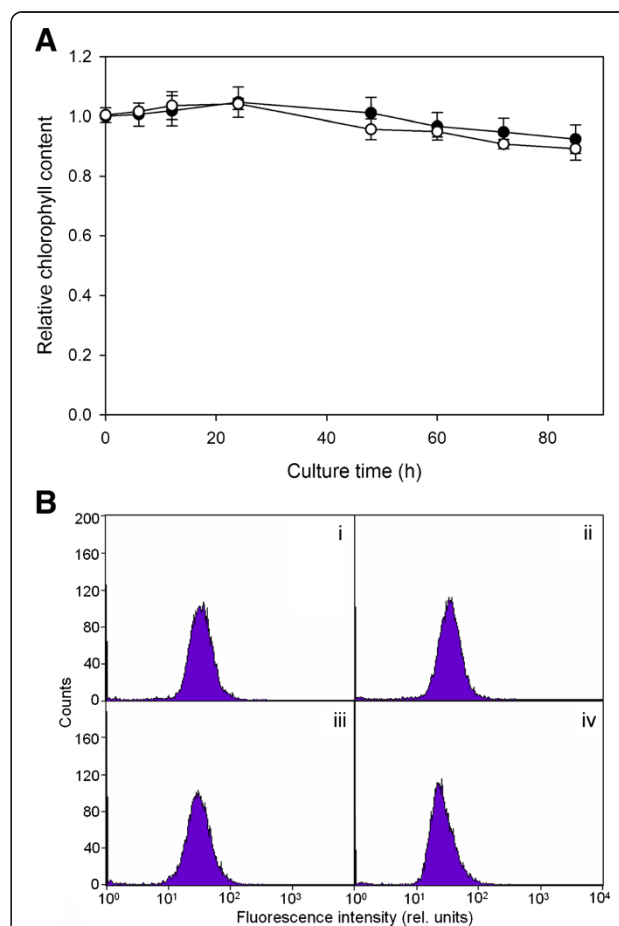 A
1.2
1.0
0.8
0.6
0.4
0.2
0.0
Relative chlorophyll content
0 20 40 60 80
Culture time (h)
B
200
160
120
80
40
0
i
ii
Counts
160
120
80
40
0
iii
iv
10⁰ 10¹ 10² 10³ 10⁰ 10¹ 10² 10³ 10⁴
Fluorescence intensity (rel. units)